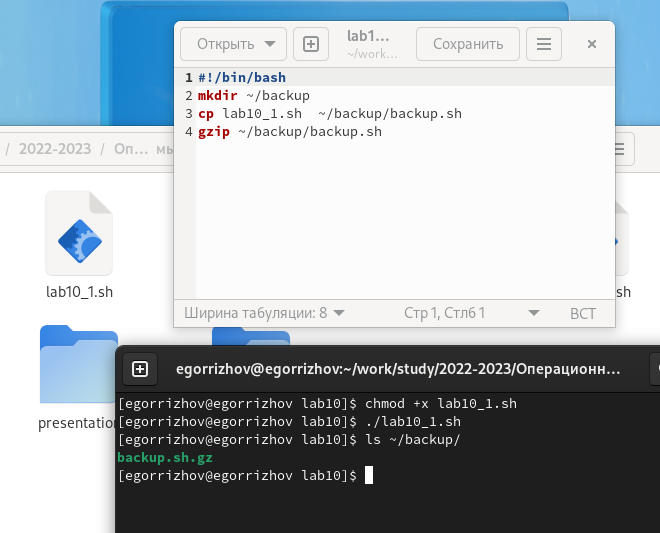 Открыть
lab1...
~/work...
Сохранить
1 #!/bin/bash
2 mkdir ~/backup
3 cp lab10_1.sh  ~/backup/backup.sh
4 gzip ~/backup/backup.sh
Ширина табуляции: 8
Стр 1, Стлб 1
ВСТ
/ 2022-2023 / Оп... мы
lab10_1.sh
sh
presentation
egorrizhov@egorrizhov:~/work/study/2022-2023/Операционн...
[egorrizhov@egorrizhov lab10]$ chmod +x lab10_1.sh
[egorrizhov@egorrizhov lab10]$ ./lab10_1.sh
[egorrizhov@egorrizhov lab10]$ ls ~/backup/
backup.sh.gz
[egorrizhov@egorrizhov lab10]$